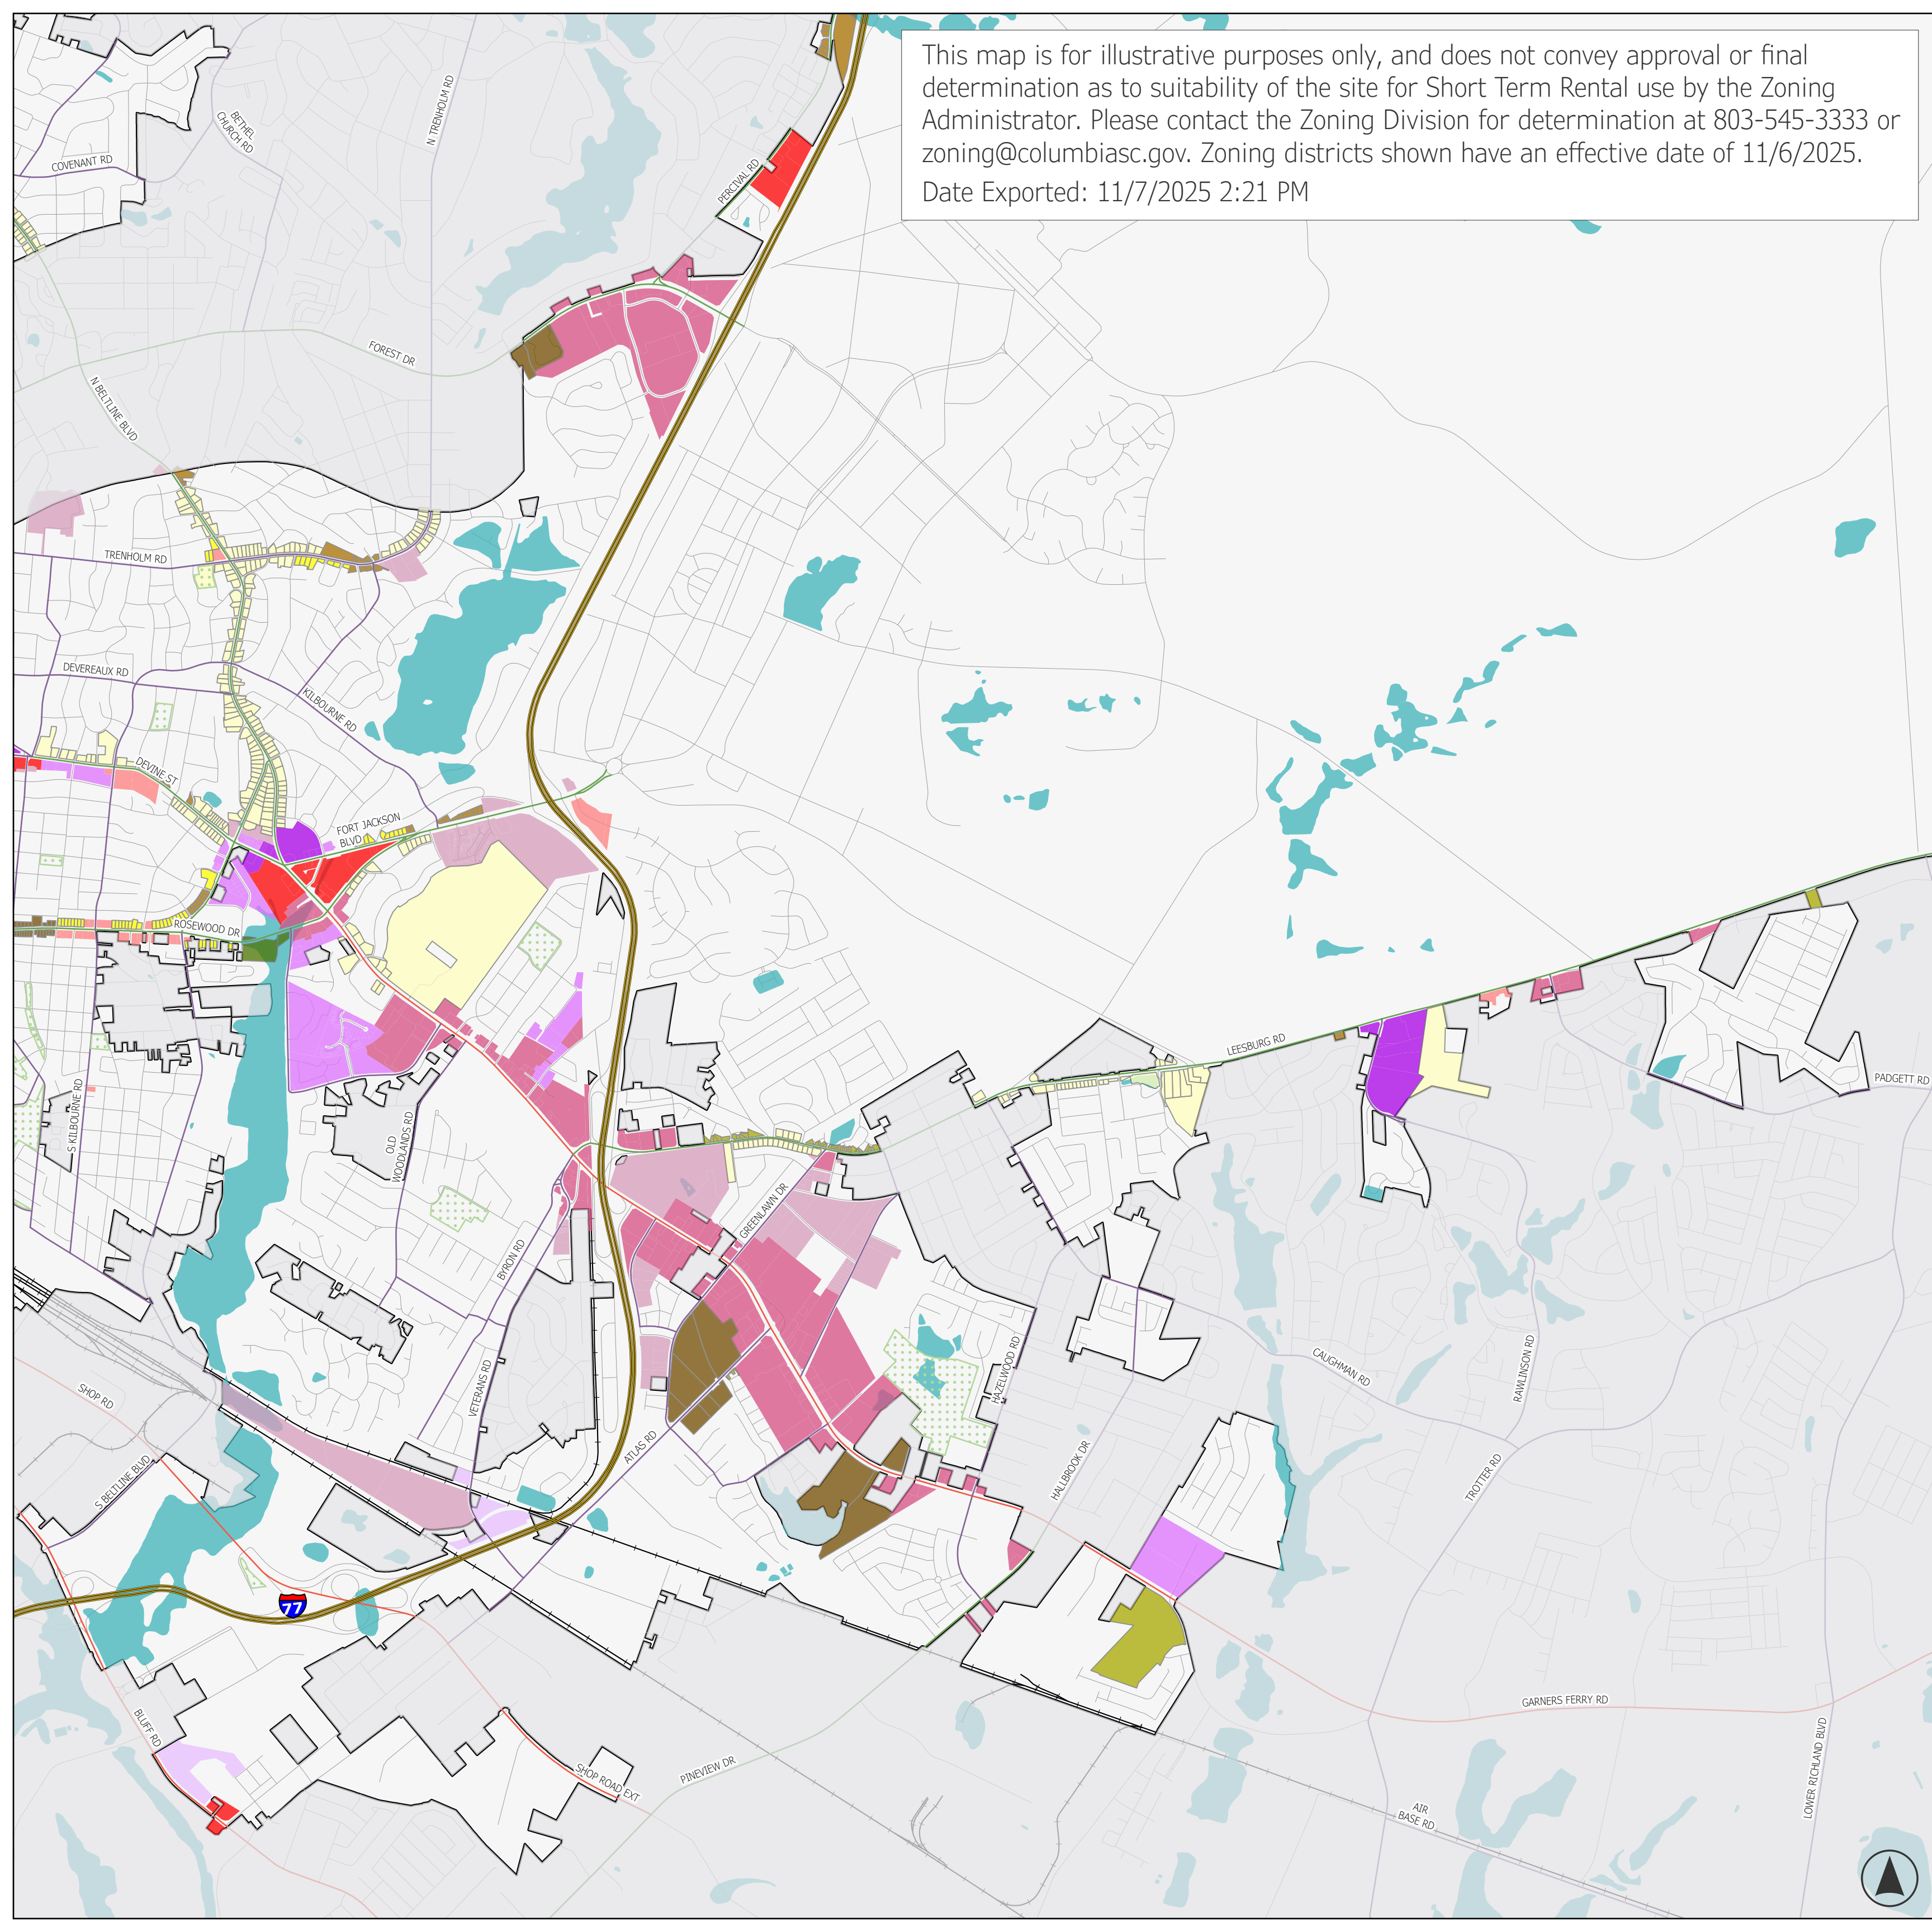 This map is for illustrative purposes only, and does not convey approval or final
determination as to suitability of the site for Short Term Rental use by the Zoning
Administrator. Please contact the Zoning Division for determination at 803-545-3333 or
zoning@columbiasc.gov. Zoning districts shown have an effective date of 11/6/2025.
Date Exported: 11/7/2025 2:21 PM
BETHEL
CHURCH RD
N TRENHOLM RD
COVENANT RD
PERCIVAL RD
FOREST DR
N BELTLINE BLVD
TRENHOLM RD
DEVEREAUX RD
KILBOURNE RD
DEVINE ST
FORT JACKSON
BLVD
ROSEWOOD DR
LEESBURG RD
PADGETT RD
S KILBOURNE RD
OLD
WOODLANDS RD
GREENLAWN DR
BYRON RD
HAZELWOOD RD
CAUGHMAN RD
RAWLINSON RD
SHOP RD
VETERANS RD
ATLAS RD
HALLBROOK DR
TROTTER RD
S BELTLINE BLVD
77
GARNERS FERRY RD
BLUFF RD
SHOP ROAD EXT
PINEVIEW DR
LOWER RICHLAND BLVD
AIR
BASE RD